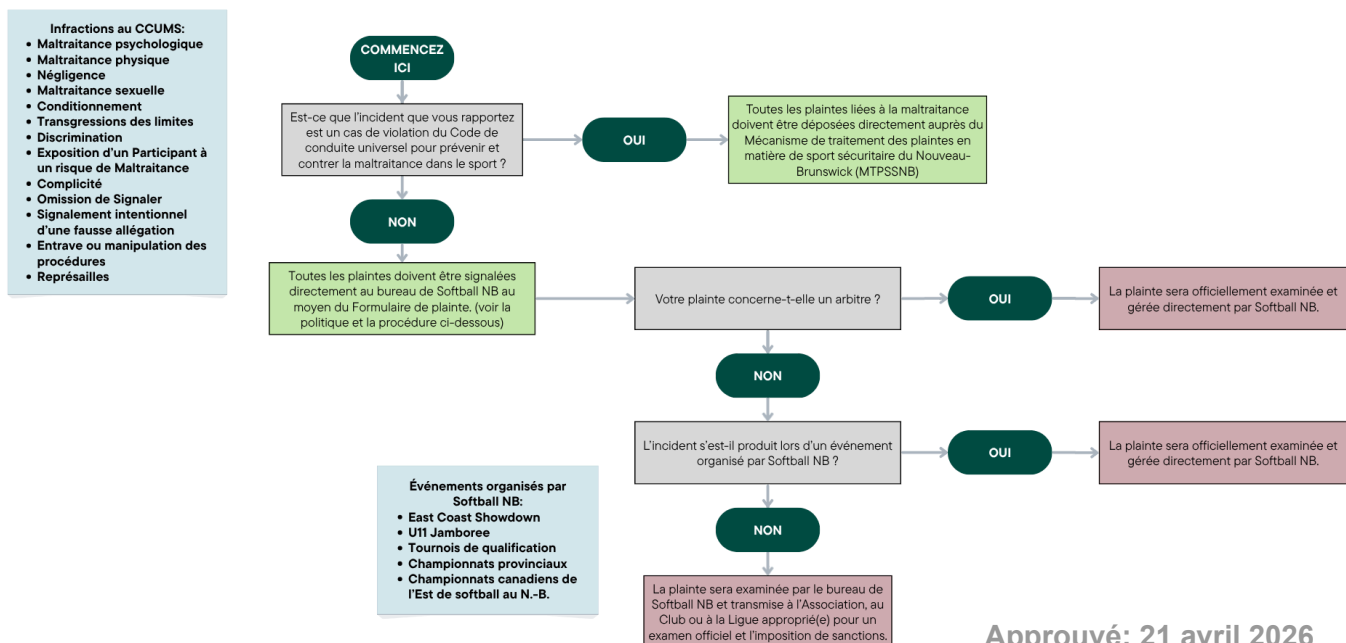 Infractions au CCUMS:
• Maltraitance psychologique
• Maltraitance physique
• Négligence
• Maltraitance sexuelle
• Conditionnement
• Transgressions des limites
• Discrimination
• Exposition d'un Participant à
un risque de Maltraitance
• Complicité
• Omission de Signaler
• Signalement intentionnel
d'une fausse allégation
• Entrave ou manipulation des
procédures
• Représailles
COMMENCEZ
ICI
Est-ce que l'incident que vous rapportez
est un cas de violation du Code de
conduite universel pour prévenir et
contrer la maltraitance dans le sport ?
OUI
Toutes les plaintes liées à la maltraitance
doivent être déposées directement auprès du
Mécanisme de traitement des plaintes en
matière de sport sécuritaire du Nouveau-
Brunswick (MTPSSNB)
NON
Toutes les plaintes doivent être signalées
directement au bureau de Softball NB au
moyen du Formulaire de plainte. (voir la
politique et la procédure ci-dessous)
Votre plainte concerne-t-elle un arbitre ?
OUI
La plainte sera officiellement examinée et
gérée directement par Softball NB.
NON
L'incident s'est-il produit lors d'un événement
organisé par Softball NB ?
OUI
La plainte sera officiellement examinée et
gérée directement par Softball NB.
Événements organisés par
Softball NB:
• East Coast Showdown
• U11 Jamboree
• Tournois de qualification
• Championnats provinciaux
• Championnats canadiens de
l'Est de softball au N.-B.
NON
La plainte sera examinée par le bureau de
Softball NB et transmise à l'Association, au
Club ou à la Ligue approprié(e) pour un
examen officiel et l'imposition de sanctions.
Approuvé: 21 avril 2026